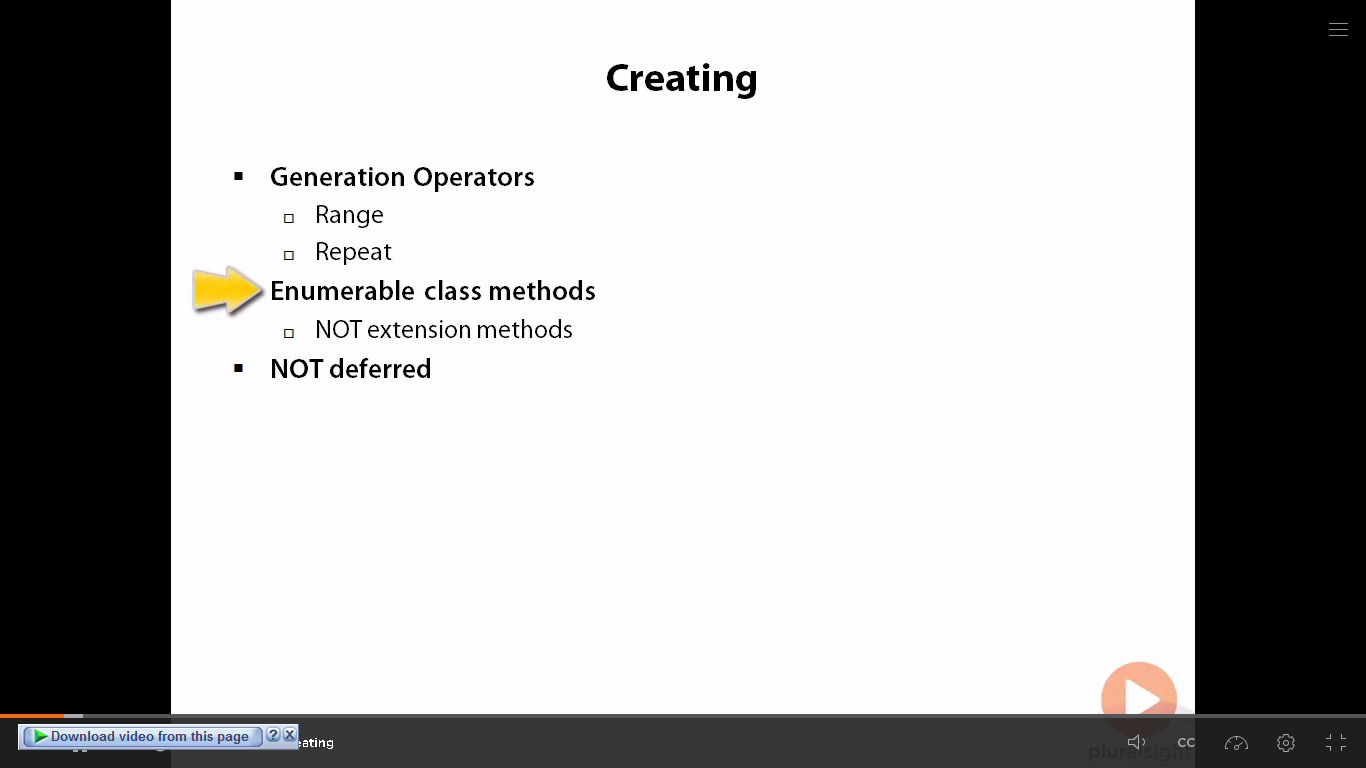 Creating
Generation Operators
Range
Repeat
Enumerable class methods
NOT extension methods
NOT deferred
pluralsight
Download video from this page
? X
eating
CC